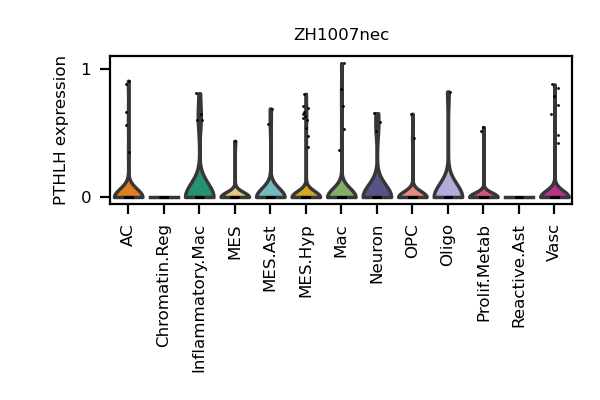 ZH1007nec
PTHLH expression
1
0
AC
Chromatin.Reg
Inflammatory.Mac
MES
MES.Ast
MES.Hyp
Mac
Neuron
OPC
Oligo
Prolif.Metab
Reactive.Ast
Vasc